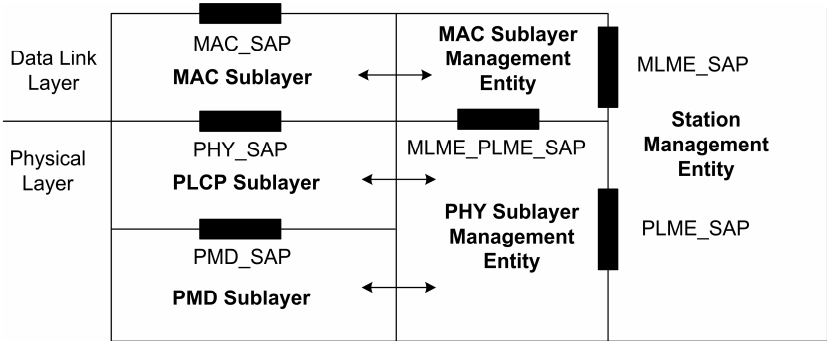 Data Link
Layer
MAC_SAP
MAC Sublayer
MAC Sublayer
Management
Entity
MLME_SAP
Physical
Layer
PHY_SAP
PLCP Sublayer
MLME_PLME_SAP
Station
Management
Entity
PMD_SAP
PMD Sublayer
PHY Sublayer
Management
Entity
PLME_SAP